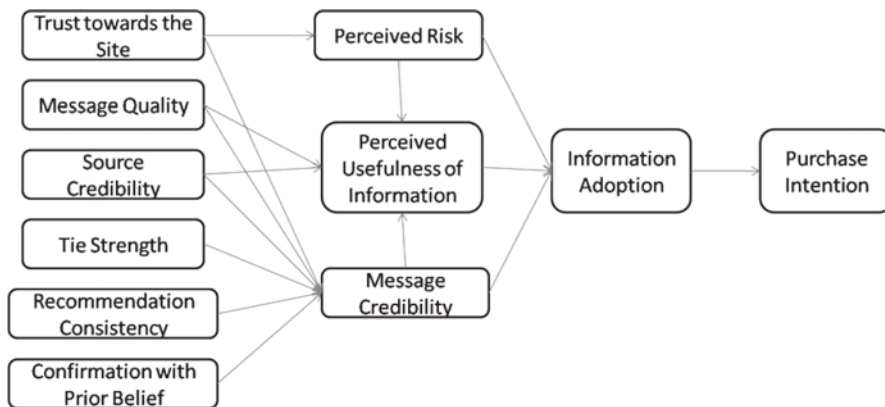 Trust towards the
Site
Message Quality
Source
Credibility
Tie Strength
Recommendation
Consistency
Confirmation with
Prior Belief
Perceived Risk
Perceived
Usefulness of
Information
Message
Credibility
Information
Adoption
Purchase
Intention